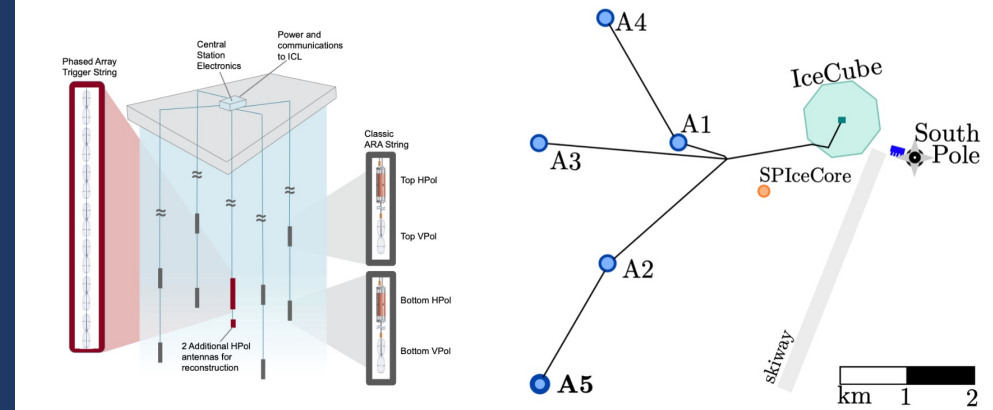 Phased Array
Trigger String
Central
Station
Electronics
Power and
communications
to ICL
Classic
ARA String
Top HPol
Top VPol
Bottom HPol
Bottom VPol
2 Additional HPol
antennas for
reconstruction
A4
IceCube
A1
A3
South
Pole
SPIceCore
A2
A5
skiway
km 1 2